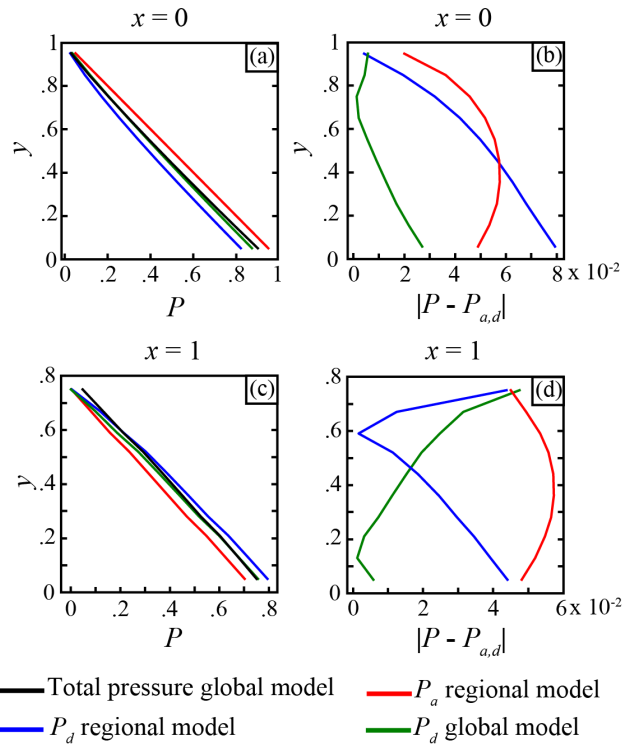 x = 0
x = 0
(a)
(b)
1
.8
.6
.4
.2
0
y
0
.2
.4
.6
.8
1
P
1
.8
.6
.4
.2
0
y
0
2
4
6
8 x 10⁻²
|P - Pa,d|
x = 1
x = 1
(c)
(d)
.8
.6
.4
.2
0
y
0
.2
.4
.6
.8
P
.8
.6
.4
.2
0
0
2
4
6 x 10⁻²
|P - Pa,d|
Total pressure global model
Pa regional model
Pd regional model
Pd global model